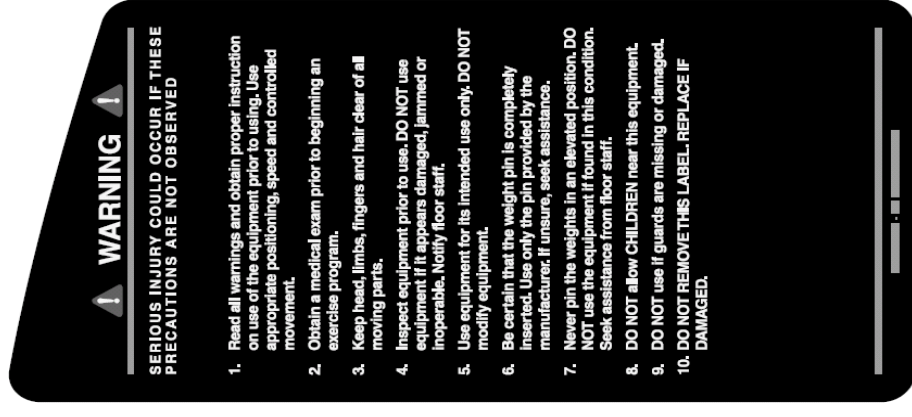 WARNING
SERIOUS INJURY COULD OCCUR IF THESE
PRECAUTIONS ARE NOT OBSERVED
1. Read all warnings and obtain proper instruction
on use of the equipment prior to using. Use
appropriate positioning, speed and controlled
movement.
2. Obtain a medical exam prior to beginning an
exercise program.
3. Keep head, limbs, fingers and hair clear of all
moving parts.
4. Inspect equipment prior to use. DO NOT use
equipment if it appears damaged, jammed or
inoperable. Notify floor staff.
5. Use equipment for its intended use only. DO NOT
modify equipment.
6. Be certain that the weight pin is completely
inserted. Use only the pin provided by the
manufacturer. If unsure, seek assistance.
7. Never pin the weights in an elevated position. DO
NOT use the equipment if found in this condition.
Seek assistance from floor staff.
8. DO NOT allow CHILDREN near this equipment.
9. DO NOT use if guards are missing or damaged.
10. DO NOT REMOVE THIS LABEL. REPLACE IF
DAMAGED.